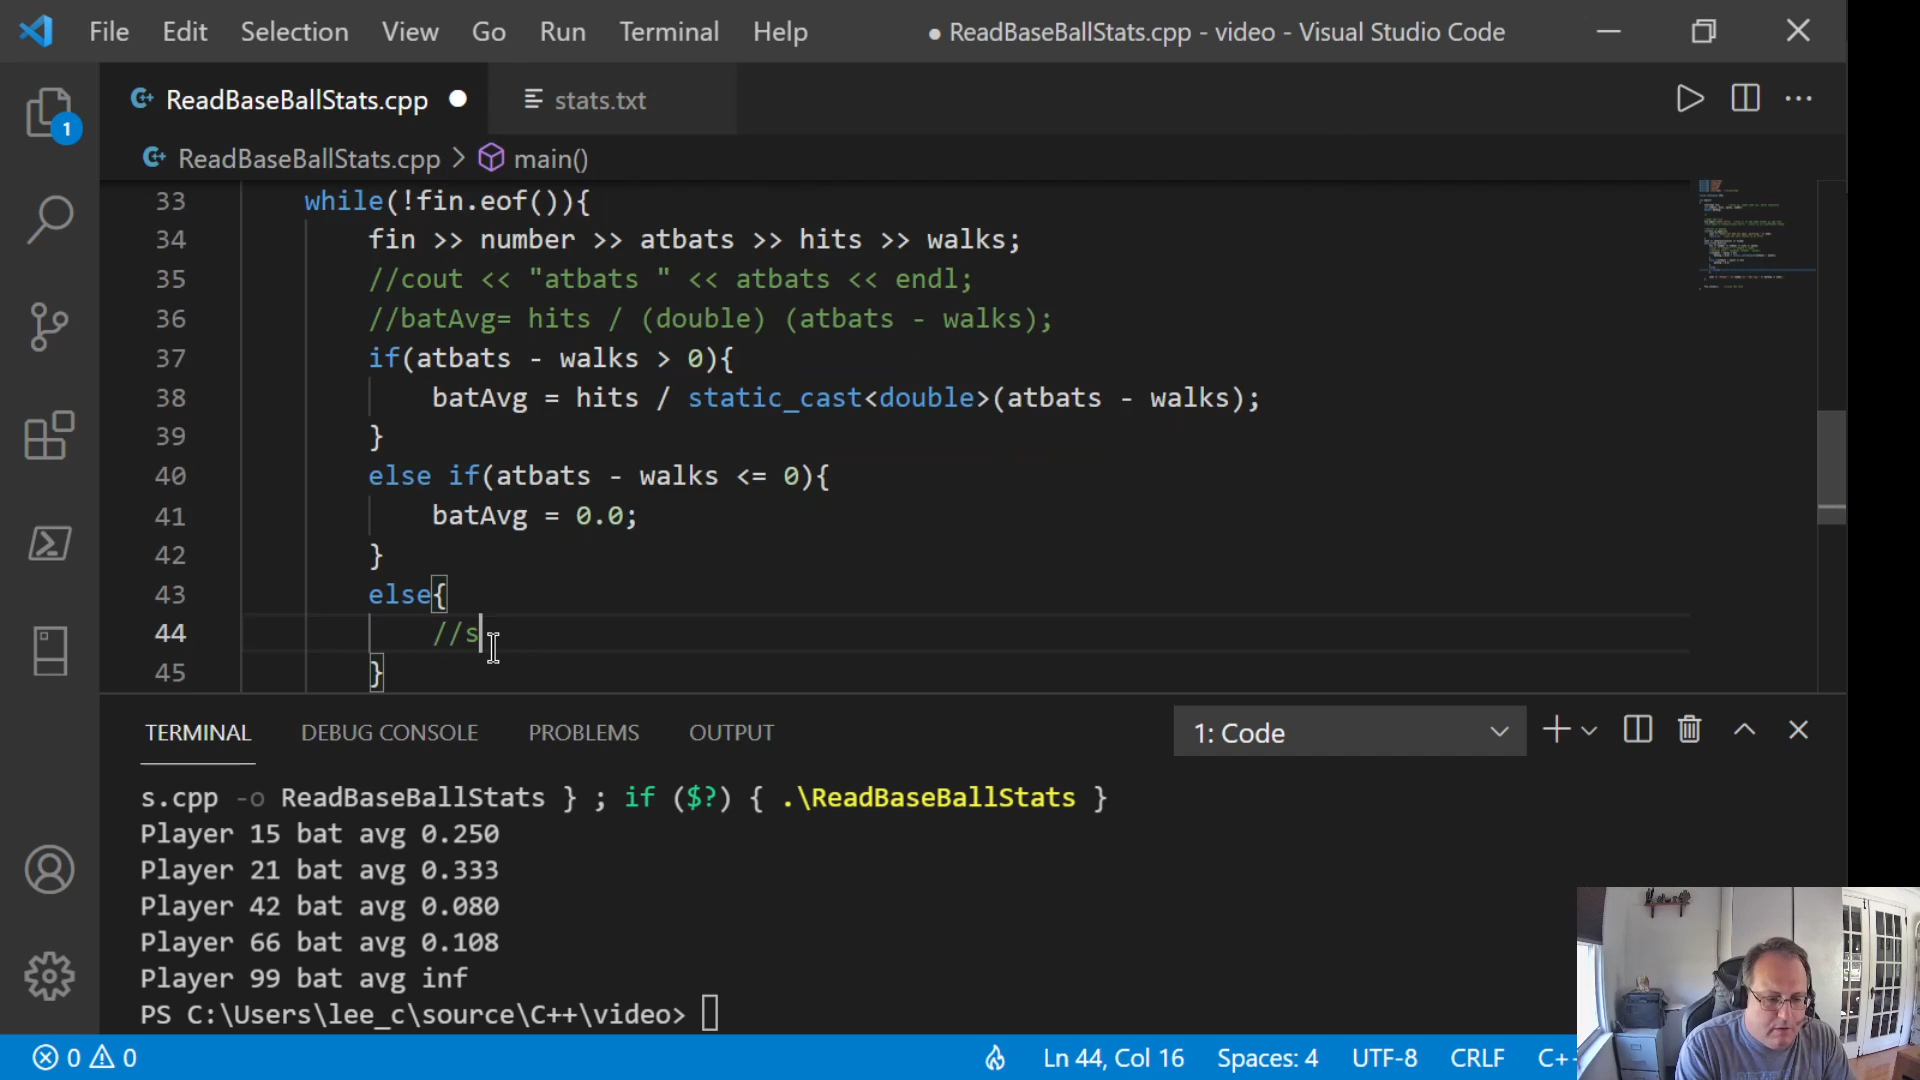 File Edit Selection View Go Run Terminal Help ● ReadBaseBallStats.cpp - video - Visual Studio Code
ReadBaseBallStats.cpp ● stats.txt
ReadBaseBallStats.cpp > main()
1
33 while(!fin.eof()){
34 fin >> number >> atbats >> hits >> walks;
35 //cout << "atbats " << atbats << endl;
36 //batAvg= hits / (double) (atbats - walks);
37 if(atbats - walks > 0){
38 batAvg = hits / static_cast<double>(atbats - walks);
39 }
40 else if(atbats - walks <= 0){
41 batAvg = 0.0;
42 }
43 else{
44 //s
45 }
TERMINAL DEBUG CONSOLE PROBLEMS OUTPUT 1: Code
s.cpp -o ReadBaseBallStats } ; if ($?) { .\ReadBaseBallStats }
Player 15 bat avg 0.250
Player 21 bat avg 0.333
Player 42 bat avg 0.080
Player 66 bat avg 0.108
Player 99 bat avg inf
PS C:\Users\lee_c\source\C++\video>
0 0 Ln 44, Col 16 Spaces: 4 UTF-8 CRLF C++